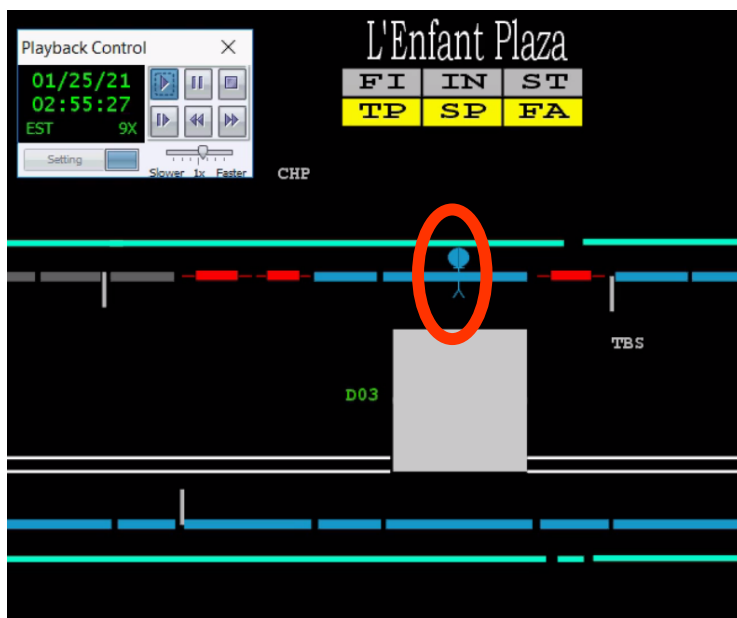 L'Enfant Plaza
Playback Control
01/25/21
02:55:27
EST 9X
Setting
Slower 1x Faster
FI IN ST
TP SP FA
CHP
TBS
D03